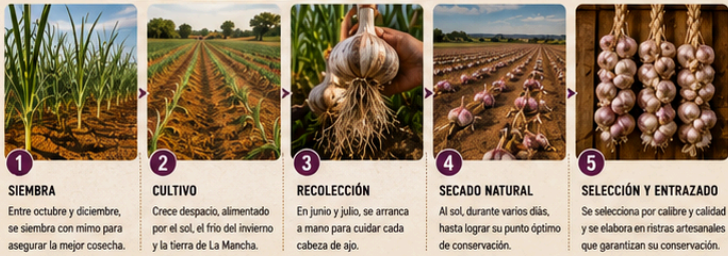 1
SIEMBRA
Entre octubre y diciembre,
se siembra con mimo para
asegurar la mejor cosecha.
2
CULTIVO
Crece despacio, alimentado
por el sol, el frío del invierno
y la tierra de La Mancha.
3
RECOLECCIÓN
En junio y julio, se arranca
a mano para cuidar cada
cabeza de ajo.
4
SECADO NATURAL
Al sol, durante varios diás,
hasta lograr su punto óptimo
de conservación.
5
SELECCIÓN Y ENTRAZADO
Se selecciona por calibre y calidad
y se elabora en ristras artesanales
que garantizan su conservación.